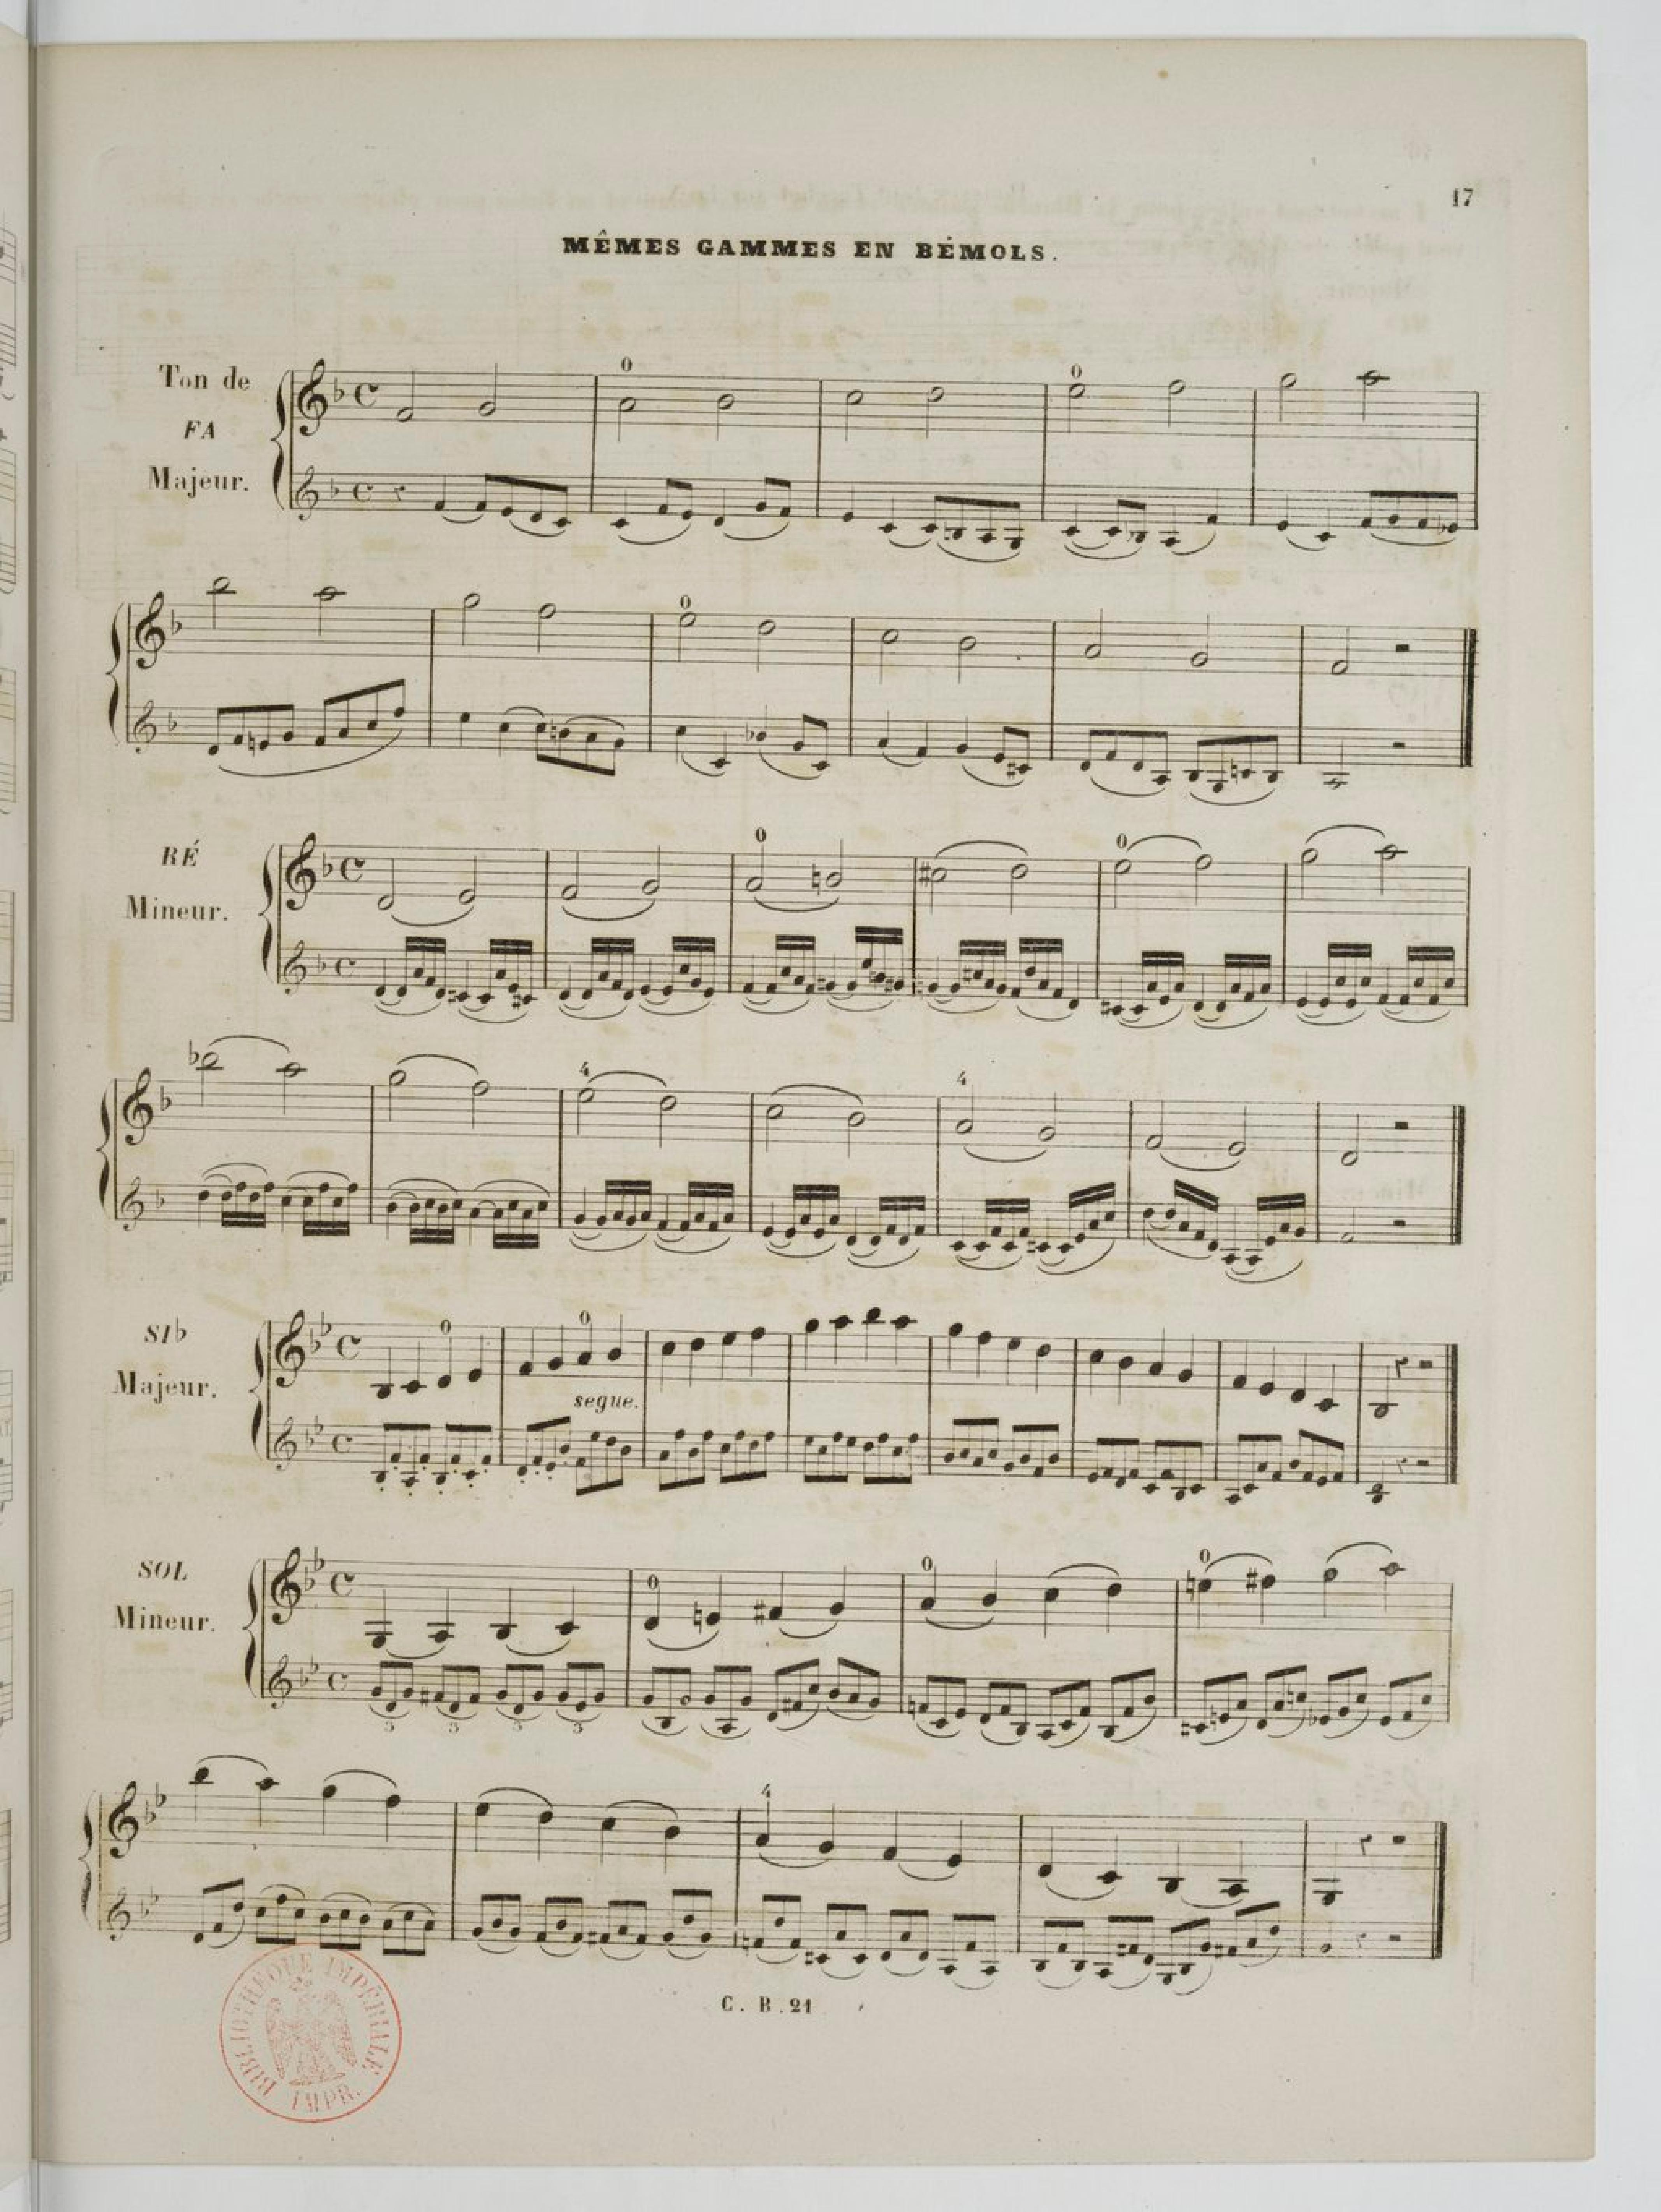 17
MÊMES GAMMES EN BÉMOLS.
Ton de
FA
Majeur.
0
0
0
RÉ
Mineur.
0
0
4
4
SI♭
Majeur.
0
0
segue.
SOL
Mineur.
0
0
0
3 3 3 3
4
C. B. 21
BIBLIOTHÈQUE IMPÉRIALE
IMPR.